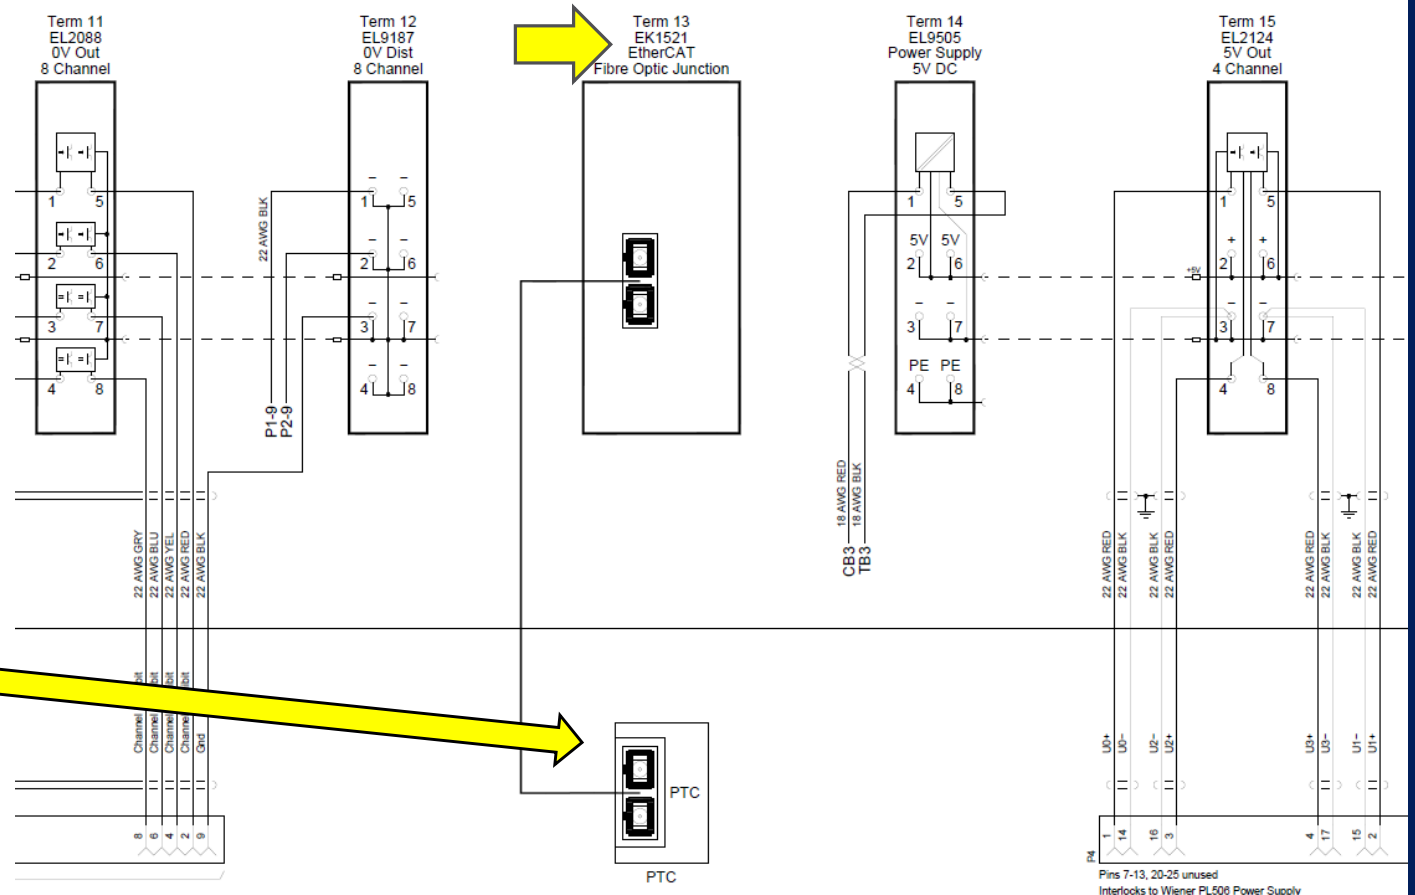 Term 11
EL2088
0V Out
8 Channel
Term 12
EL9187
0V Dist
8 Channel
Term 13
EK1521
EtherCAT
Fibre Optic Junction
Term 14
EL9505
Power Supply
5V DC
Term 15
EL2124
5V Out
4 Channel
1 5
2 6
3 7
4 8
22 AWG BLK
− −
1 5
− −
2 6
− −
3 7
− −
4 8
P1-9
P2-9
1 5
5V 5V
2 6
− −
3 7
PE PE
4 8
18 AWG RED
18 AWG BLK
CB3
TB3
+5V
1 5
+ +
2 6
− −
3 7
4 8
22 AWG GRY
22 AWG BLU
22 AWG YEL
22 AWG RED
22 AWG BLK
22 AWG RED
22 AWG BLK
22 AWG BLK
22 AWG RED
22 AWG RED
22 AWG BLK
22 AWG BLK
22 AWG RED
Channel
Channel
Channel
Channel
Gnd
U0+
U0−
U2−
U2+
U3+
U3−
U1−
U1+
PTC
PTC
8 6 4 2 9
P4
1 14 16 3 4 17 15 2
Pins 7-13, 20-25 unused
Interlocks to Wiener PL506 Power Supply